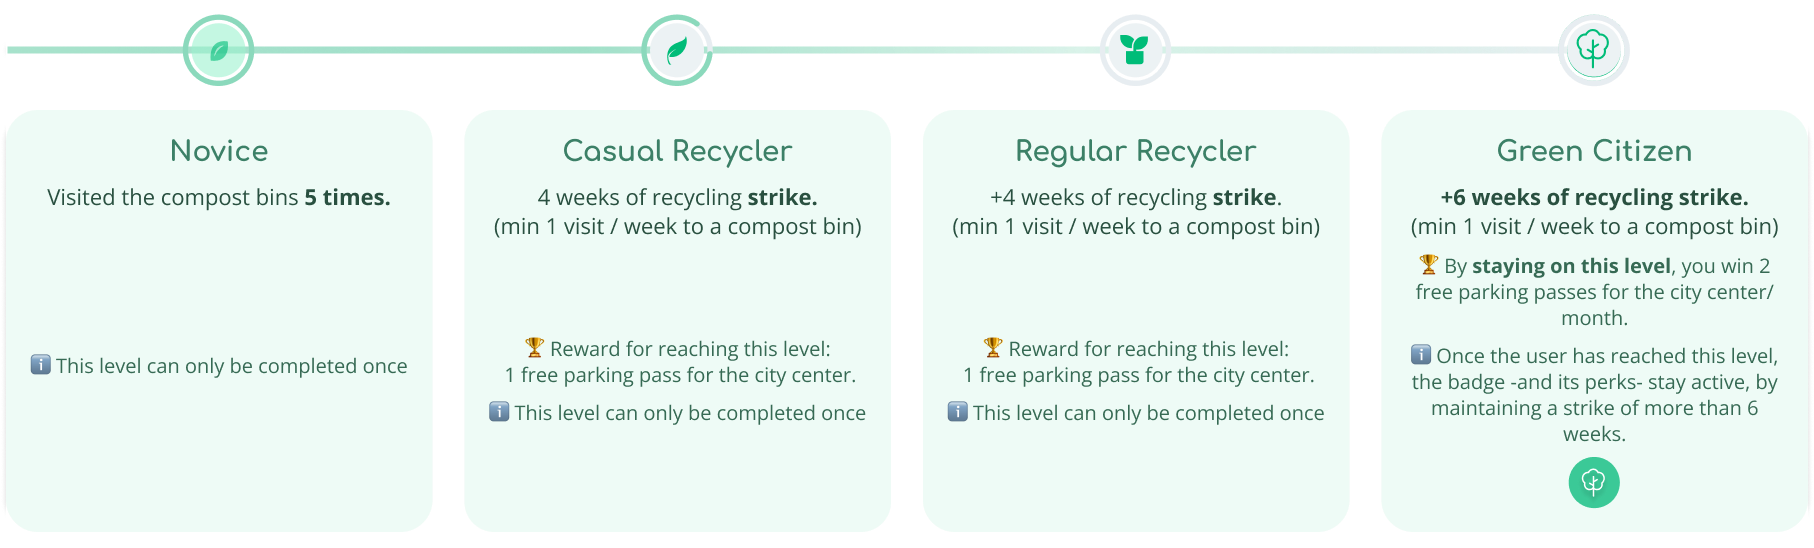 Novice
Visited the compost bins 5 times.
ℹ️ This level can only be completed once
Casual Recycler
4 weeks of recycling strike.
(min 1 visit / week to a compost bin)
🏆 Reward for reaching this level:
1 free parking pass for the city center.
ℹ️ This level can only be completed once
Regular Recycler
+4 weeks of recycling strike.
(min 1 visit / week to a compost bin)
🏆 Reward for reaching this level:
1 free parking pass for the city center.
ℹ️ This level can only be completed once
Green Citizen
+6 weeks of recycling strike.
(min 1 visit / week to a compost bin)
🏆 By staying on this level, you win 2
free parking passes for the city center/
month.
ℹ️ Once the user has reached this level,
the badge -and its perks- stay active, by
maintaining a strike of more than 6
weeks.